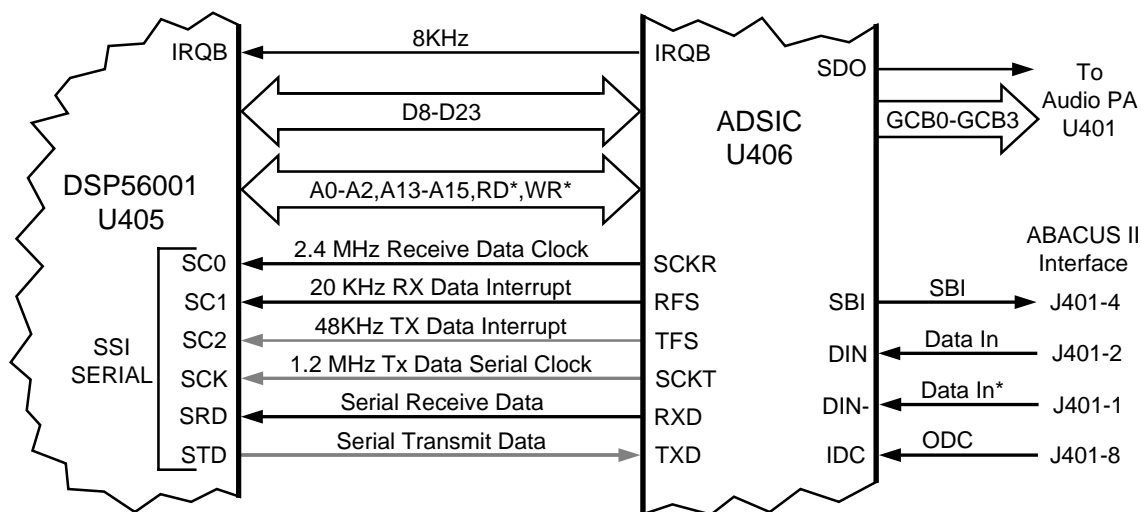 8KHz
IRQB
IRQB
SDO
To
Audio PA
U401
D8-D23
ADSIC
U406
GCB0-GCB3
DSP56001
U405
A0-A2,A13-A15,RD*,WR*
SSI
SERIAL
SC0
2.4 MHz Receive Data Clock
SCKR
SC1
20 KHz RX Data Interrupt
RFS
SC2
48KHz TX Data Interrupt
TFS
SCK
1.2 MHz Tx Data Serial Clock
SCKT
SRD
Serial Receive Data
RXD
STD
Serial Transmit Data
TXD
ABACUS II
Interface
SBI
SBI
J401-4
DIN
Data In
J401-2
DIN-
Data In*
J401-1
IDC
ODC
J401-8